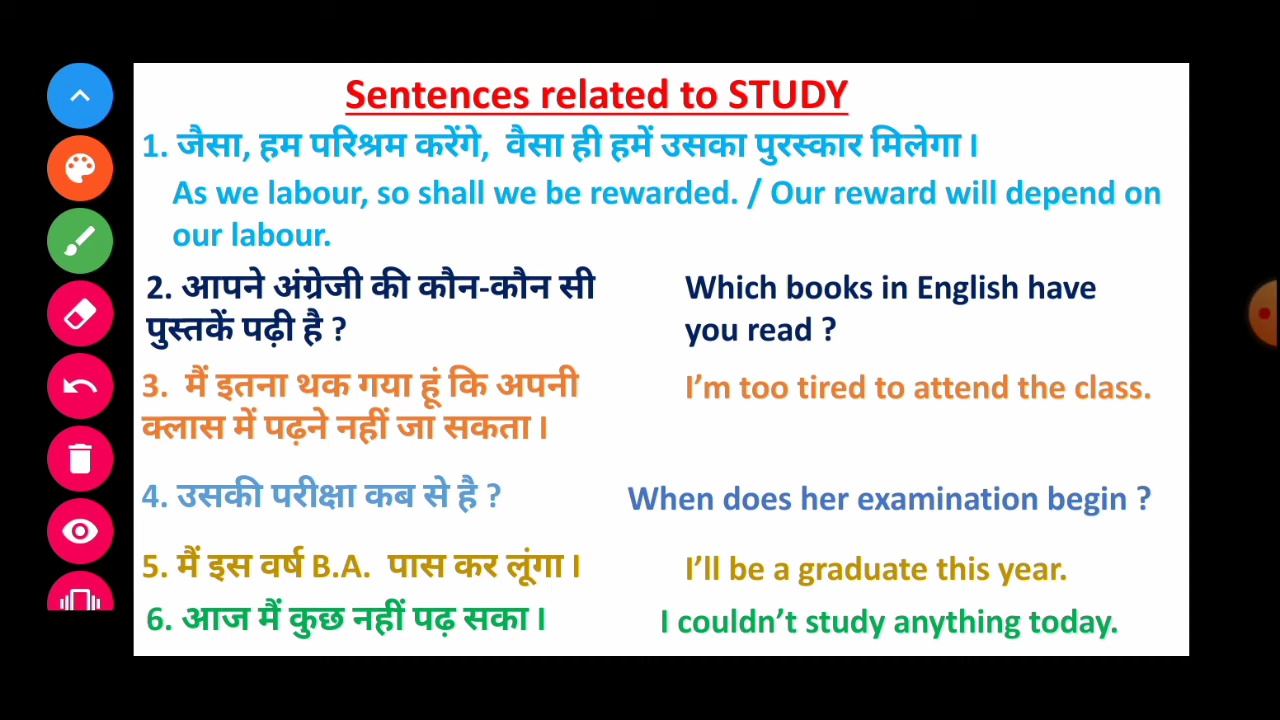 Sentences related to STUDY
1. जैसा, हम परिश्रम करेंगे, वैसा ही हमें उसका पुरस्कार मिलेगा ।
As we labour, so shall we be rewarded. / Our reward will depend on
our labour.
2. आपने अंग्रेजी की कौन-कौन सी
पुस्तकें पढ़ी है ?
Which books in English have
you read ?
3. मैं इतना थक गया हूं कि अपनी
क्लास में पढ़ने नहीं जा सकता ।
I'm too tired to attend the class.
4. उसकी परीक्षा कब से है ?
When does her examination begin ?
5. मैं इस वर्ष B.A. पास कर लूंगा ।
I'll be a graduate this year.
6. आज मैं कुछ नहीं पढ़ सका ।
I couldn't study anything today.